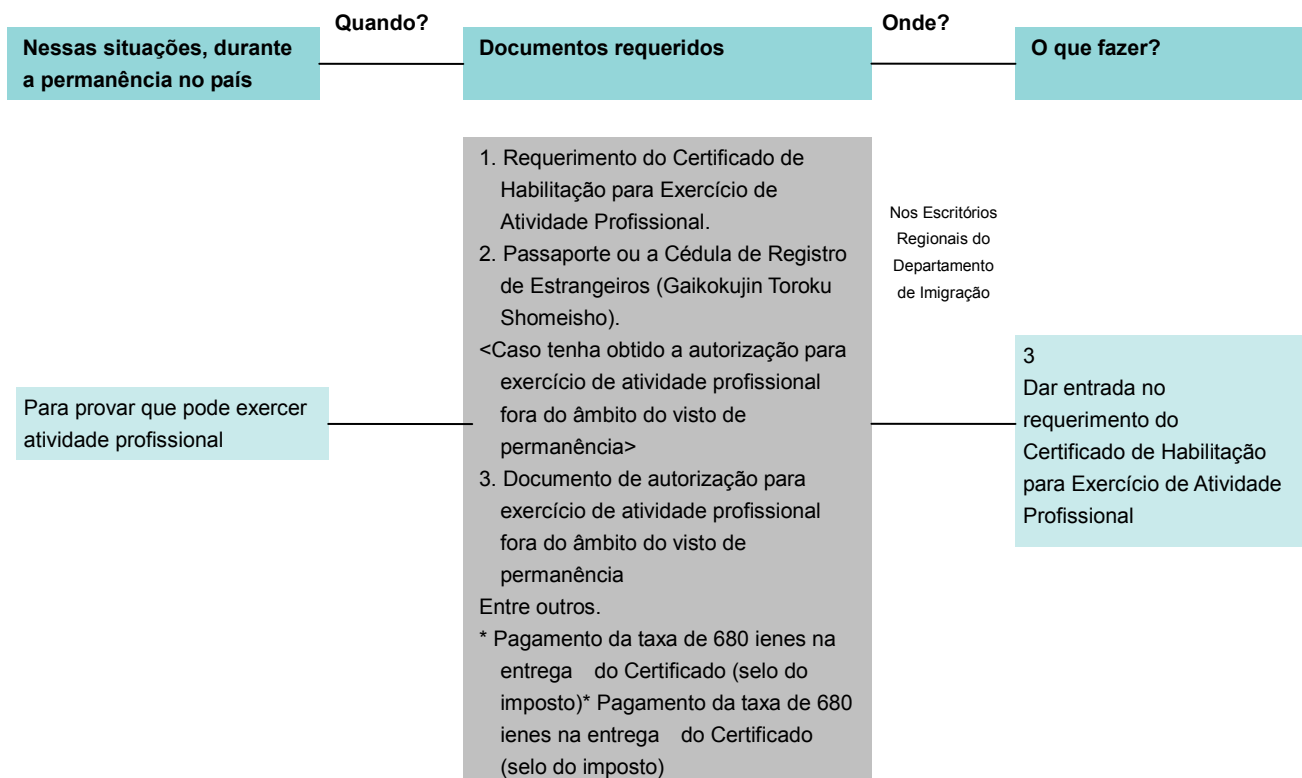 Quando?
Onde?
Nessas situações, durante
a permanência no país
Documentos requeridos
O que fazer?
Para provar que pode exercer
atividade profissional
1. Requerimento do Certificado de
Habilitação para Exercício de
Atividade Profissional.
2. Passaporte ou a Cédula de Registro
de Estrangeiros (Gaikokujin Toroku
Shomeisho).
<Caso tenha obtido a autorização para
exercício de atividade profissional
fora do âmbito do visto de
permanência>
3. Documento de autorização para
exercício de atividade profissional
fora do âmbito do visto de
permanência
Entre outros.
* Pagamento da taxa de 680 ienes na
entrega do Certificado (selo do
imposto)* Pagamento da taxa de 680
ienes na entrega do Certificado
(selo do imposto)
Nos Escritórios
Regionais do
Departamento
de Imigração
3
Dar entrada no
requerimento do
Certificado de Habilitação
para Exercício de Atividade
Profissional